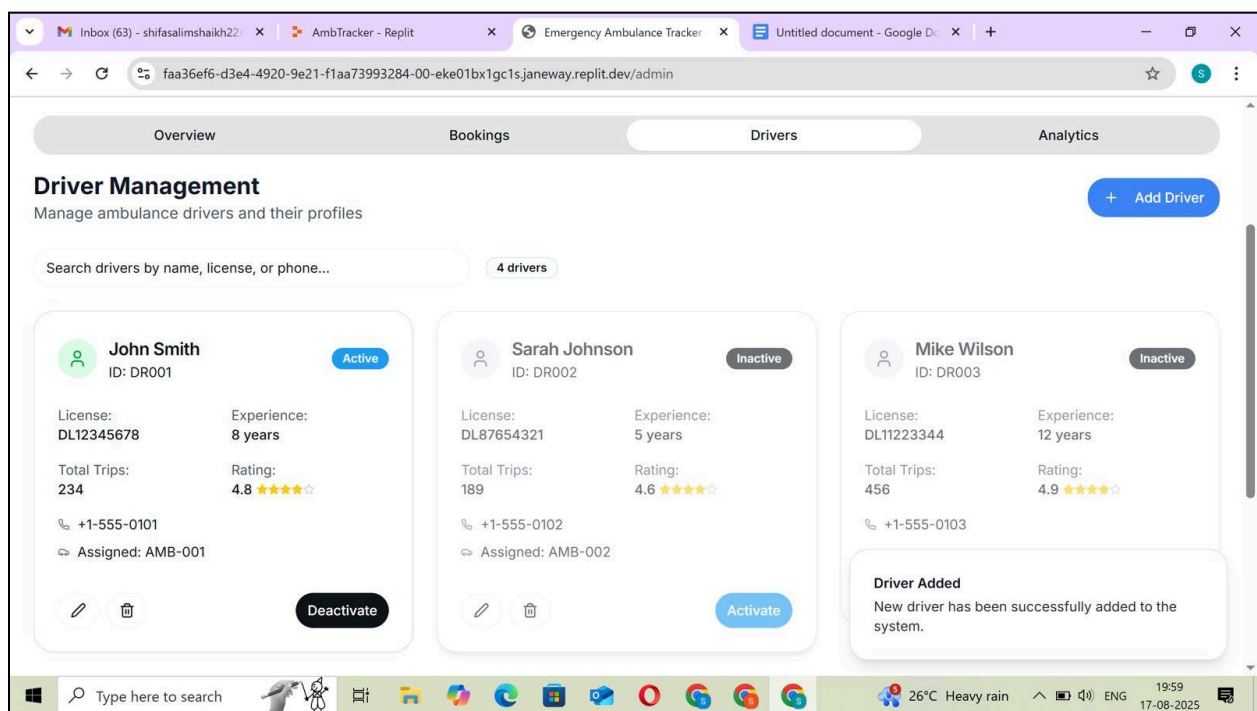 Inbox (63) - shifasalimshaikh22
AmbTracker - Replit
Emergency Ambulance Tracker
Untitled document - Google Do
faa36ef6-d3e4-4920-9e21-f1aa73993284-00-eke01bx1gc1s.janeway.replit.dev/admin
S
Overview Bookings Drivers Analytics
Driver Management
Manage ambulance drivers and their profiles
+ Add Driver
Search drivers by name, license, or phone...
4 drivers
John Smith
ID: DR001
Active
License: Experience:
DL12345678 8 years
Total Trips: Rating:
234 4.8
+1-555-0101
Assigned: AMB-001
Deactivate
Sarah Johnson
ID: DR002
Inactive
License: Experience:
DL87654321 5 years
Total Trips: Rating:
189 4.6
+1-555-0102
Assigned: AMB-002
Activate
Mike Wilson
ID: DR003
Inactive
License: Experience:
DL11223344 12 years
Total Trips: Rating:
456 4.9
+1-555-0103
Driver Added
New driver has been successfully added to the
system.
Type here to search
26°C Heavy rain
ENG
19:59
17-08-2025